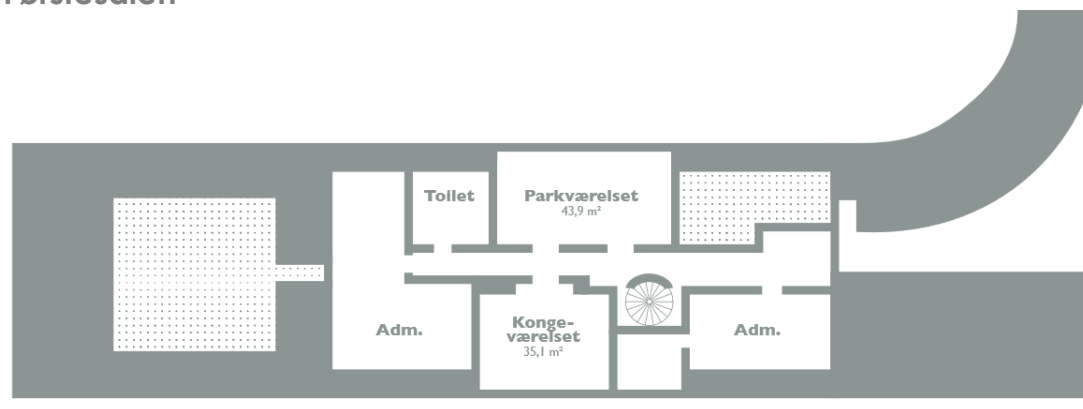 Toilet
Parkværelset
43,9 m²
Adm.
Konge-
værelset
35,1 m²
Adm.